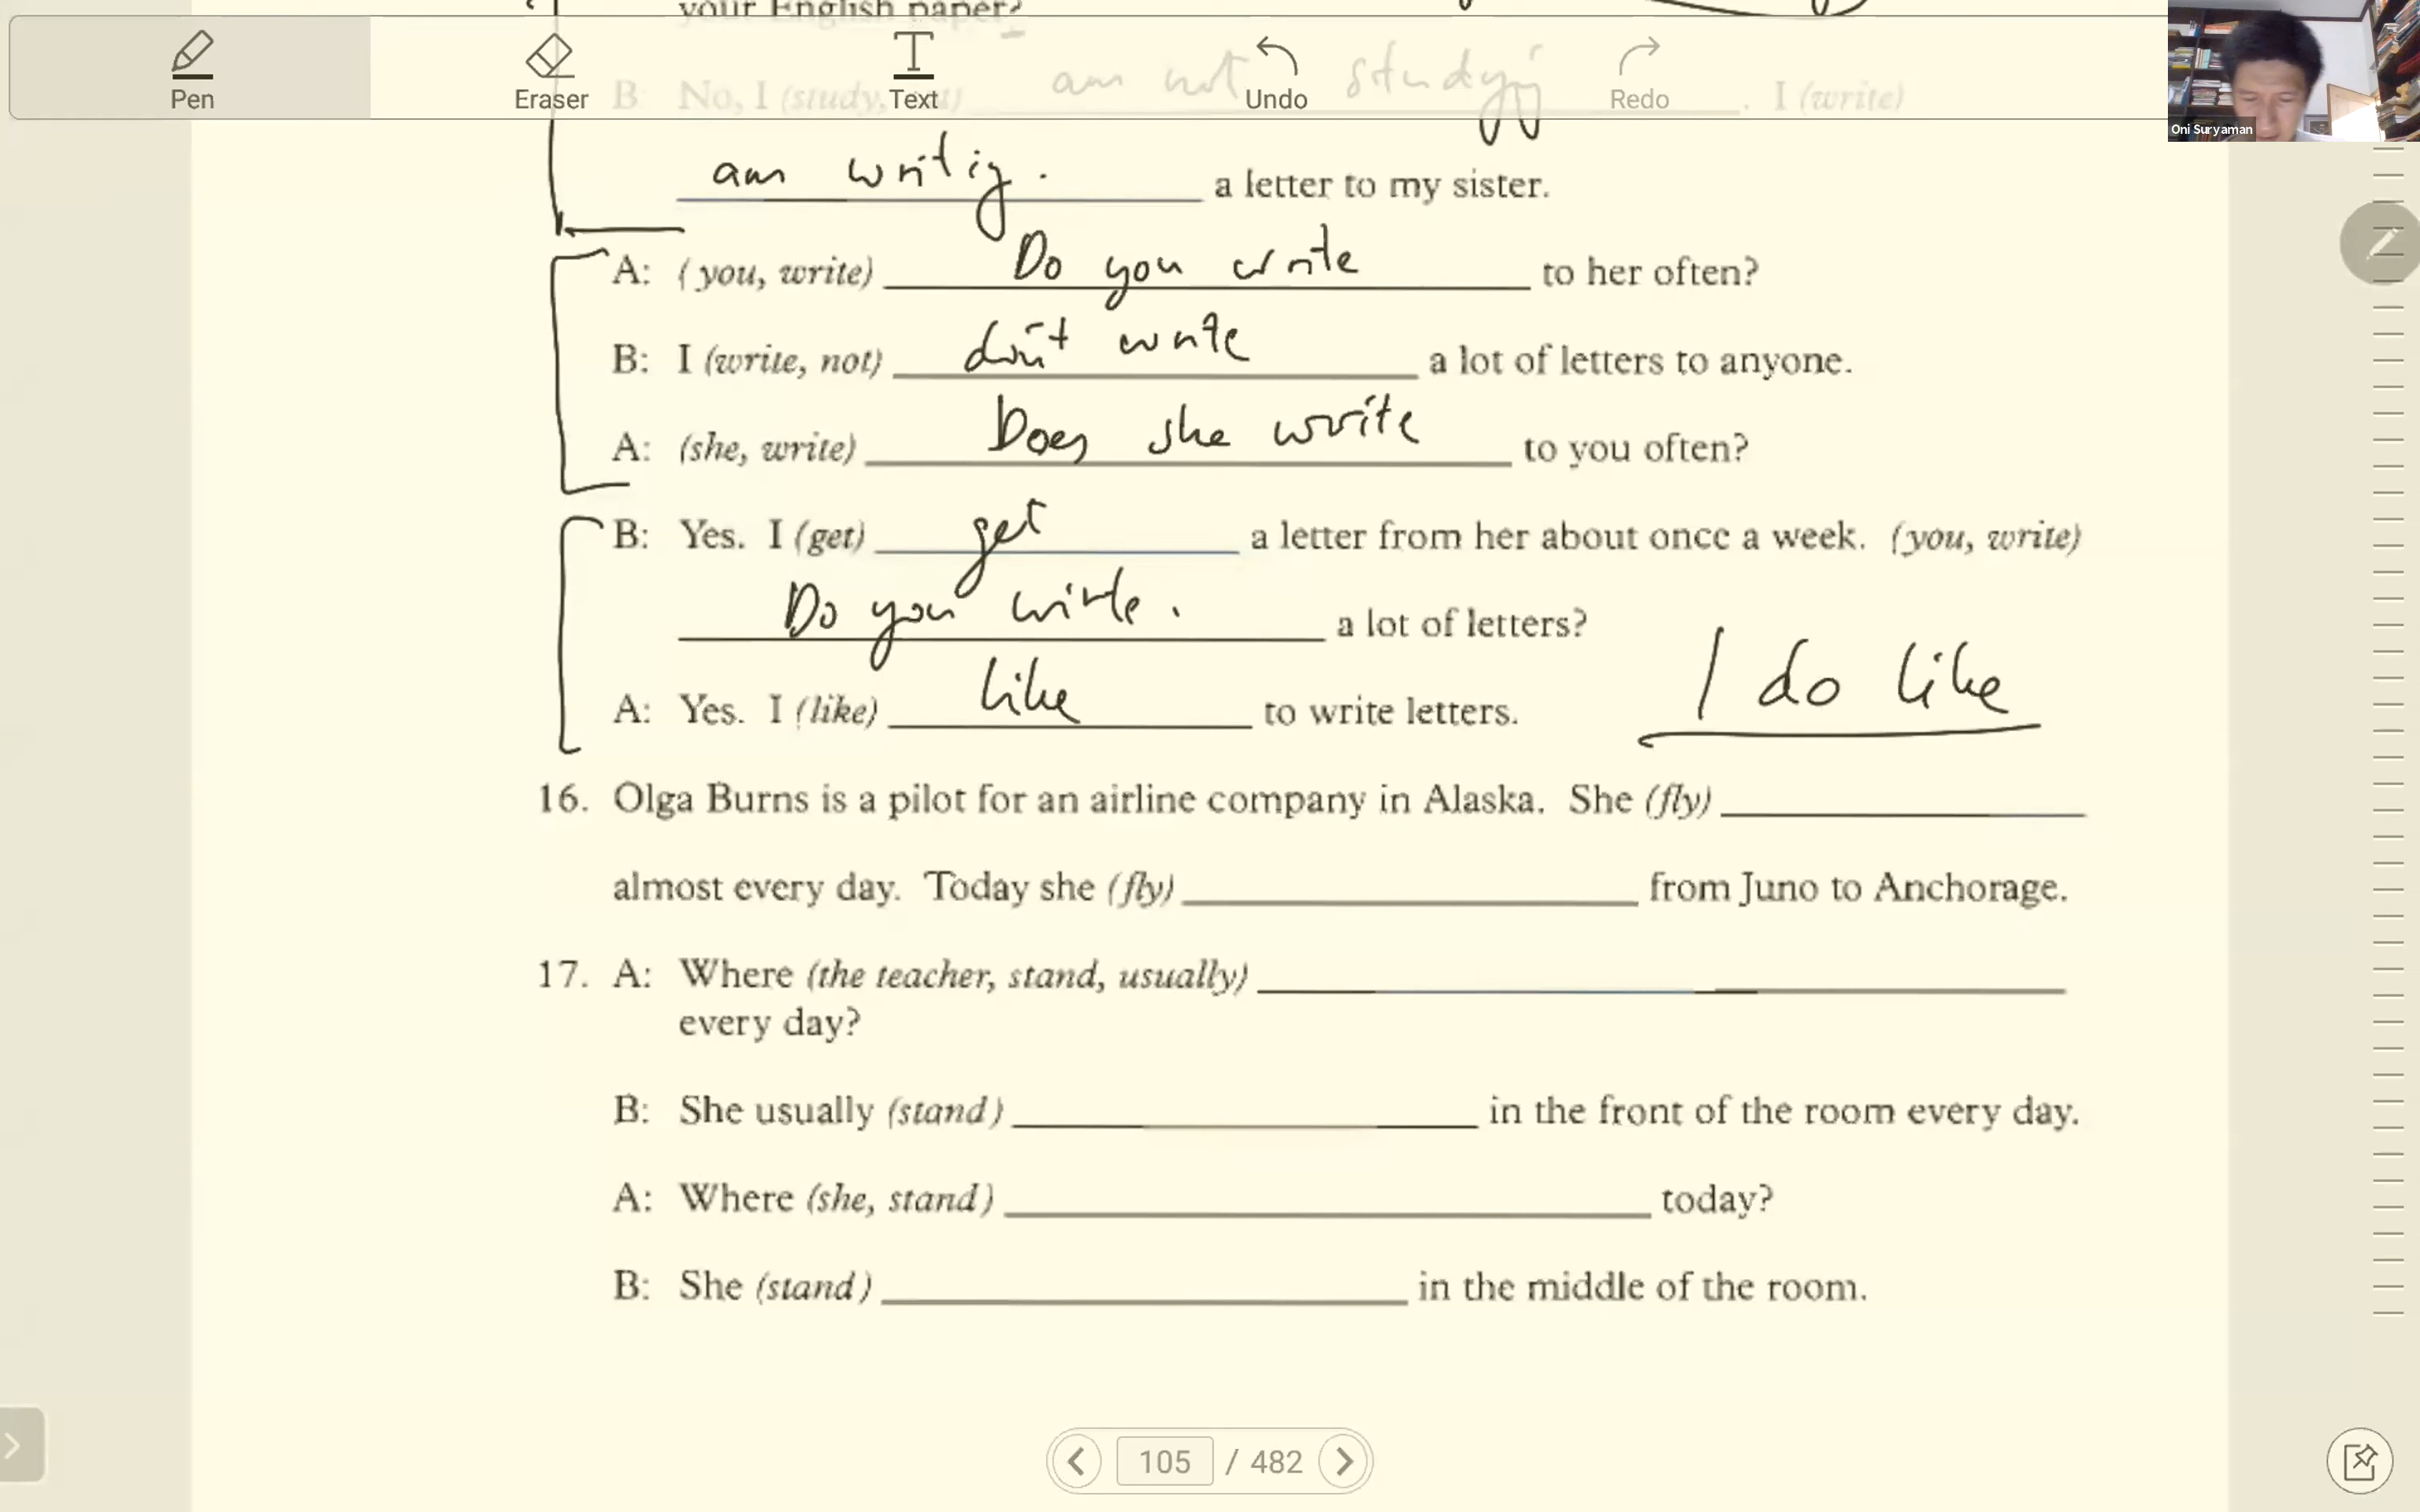 your English paper?
Pen Eraser Text Undo Redo
B No, I (study, not) am not studying. I (write)
Oni Suryaman
am writig. a letter to my sister.
A: (you, write) Do you write to her often?
B: I (write, not) don't write a lot of letters to anyone.
A: (she, write) Does she write to you often?
B: Yes. I (get) get a letter from her about once a week. (you, write)
Do you wirte. a lot of letters?
A: Yes. I (like) like to write letters. I do like
16. Olga Burns is a pilot for an airline company in Alaska. She (fly)
almost every day. Today she (fly) from Juno to Anchorage.
17. A: Where (the teacher, stand, usually)
every day?
B: She usually (stand) in the front of the room every day.
A: Where (she, stand) today?
B: She (stand) in the middle of the room.
105 / 482